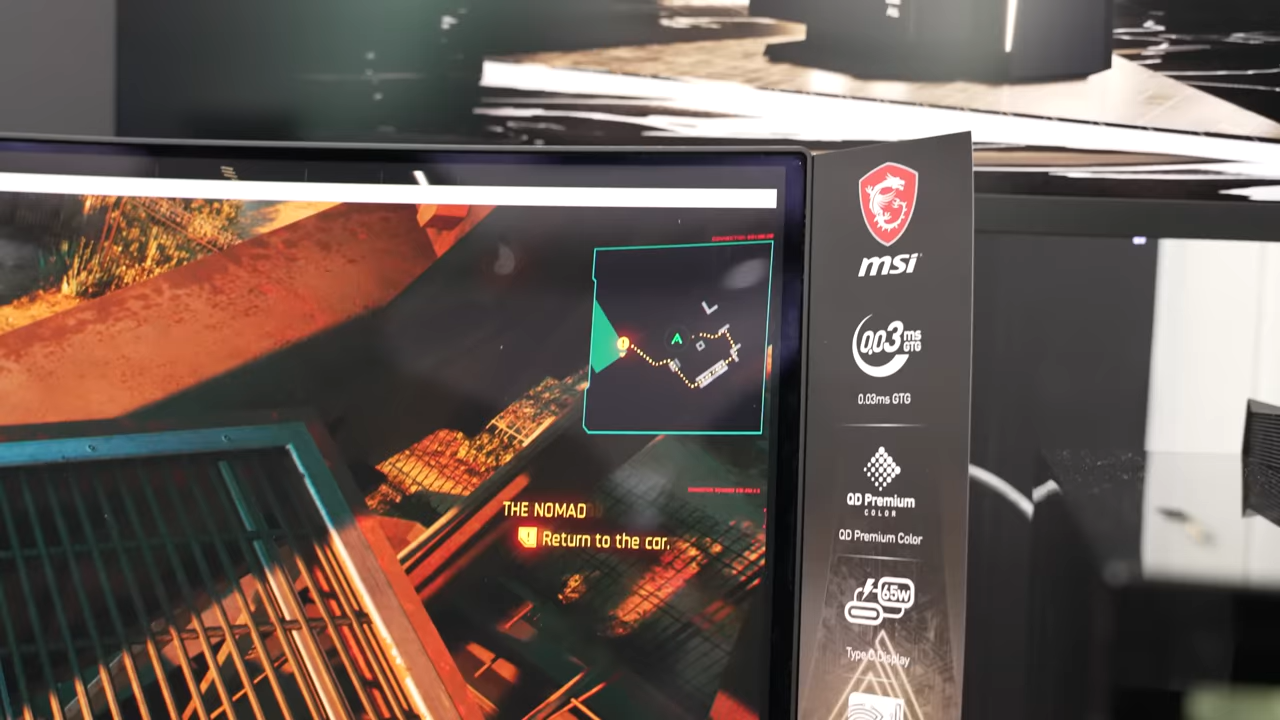 msi
0.03ms
GTG
0.03ms GTG
QD Premium
COLOR
QD Premium Color
THE NOMAD
Return to the car.
65w
Type C Display